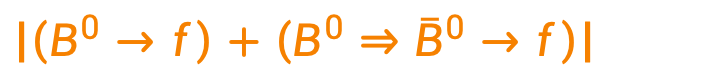 |(B⁰ → f) + (B⁰ ⇒ B̄⁰ → f)|